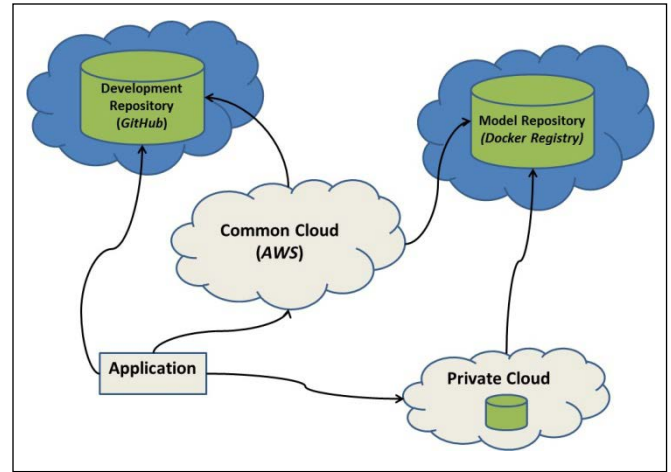 Development
Repository
(GitHub)
Model Repository
(Docker Registry)
Common Cloud
(AWS)
Application
Private Cloud